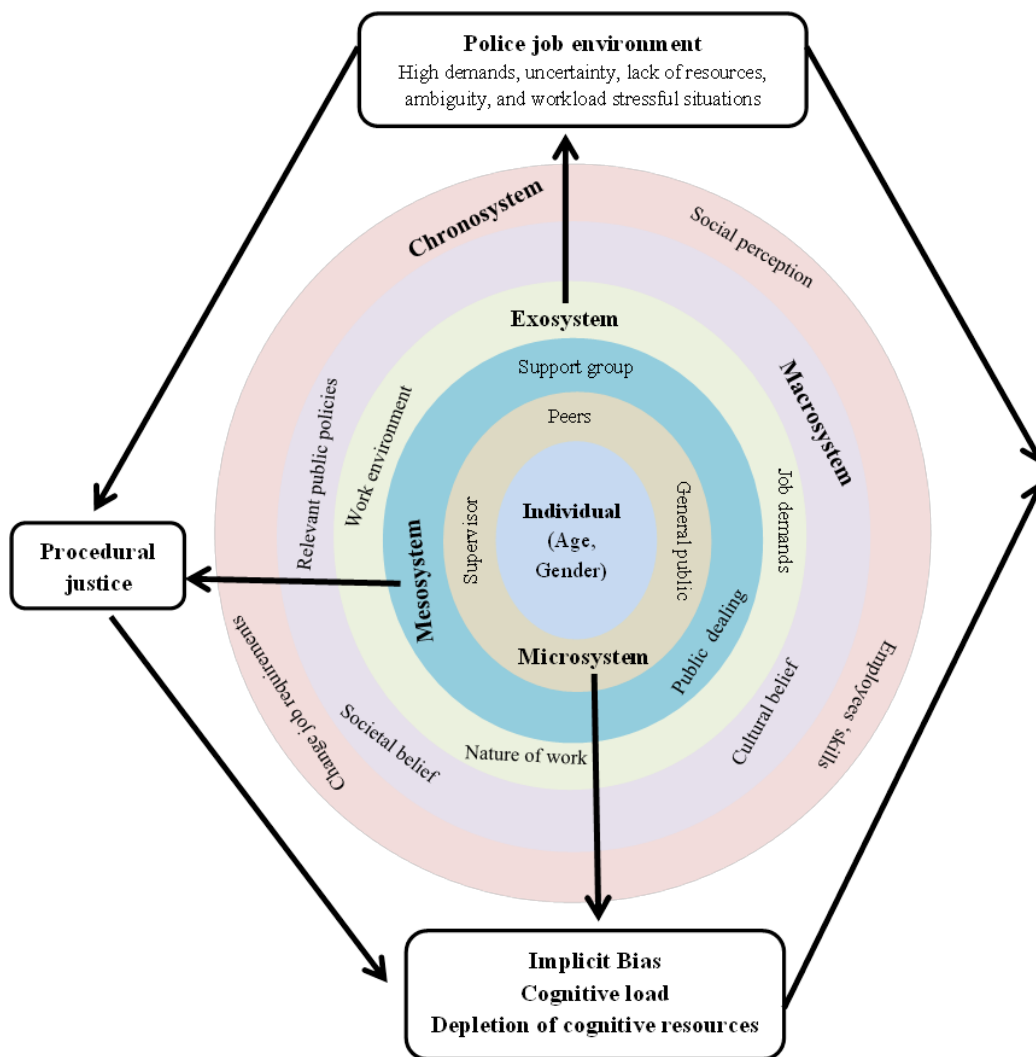 Police job environment
High demands, uncertainty, lack of resources,
ambiguity, and workload stressful situations
Chronosystem
Social perception
Exosystem
Macrosystem
Support group
Relevant public policies
Work environment
Peers
Job demands
Supervisor
General public
Individual
(Age,
Gender)
Procedural
justice
Mesosystem
Microsystem
Public dealing
Change job requirements
Societal belief
Nature of work
Cultural belief
Employees' skills
Implicit Bias
Cognitive load
Depletion of cognitive resources